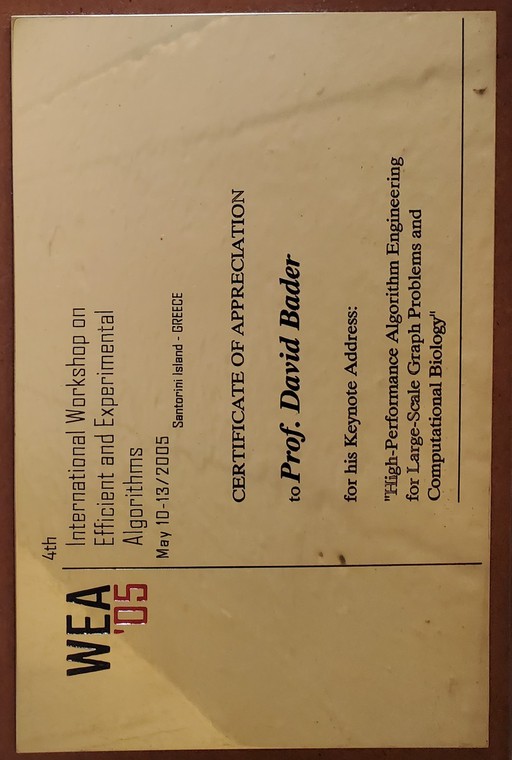 WEA
'05
4th
International Workshop on
Efficient and Experimental
Algorithms
May 10-13/2005
Santorini Island - GREECE
CERTIFICATE OF APPRECIATION
to Prof. David Bader
for his Keynote Address:
"High-Performance Algorithm Engineering
for Large-Scale Graph Problems and
Computational Biology"